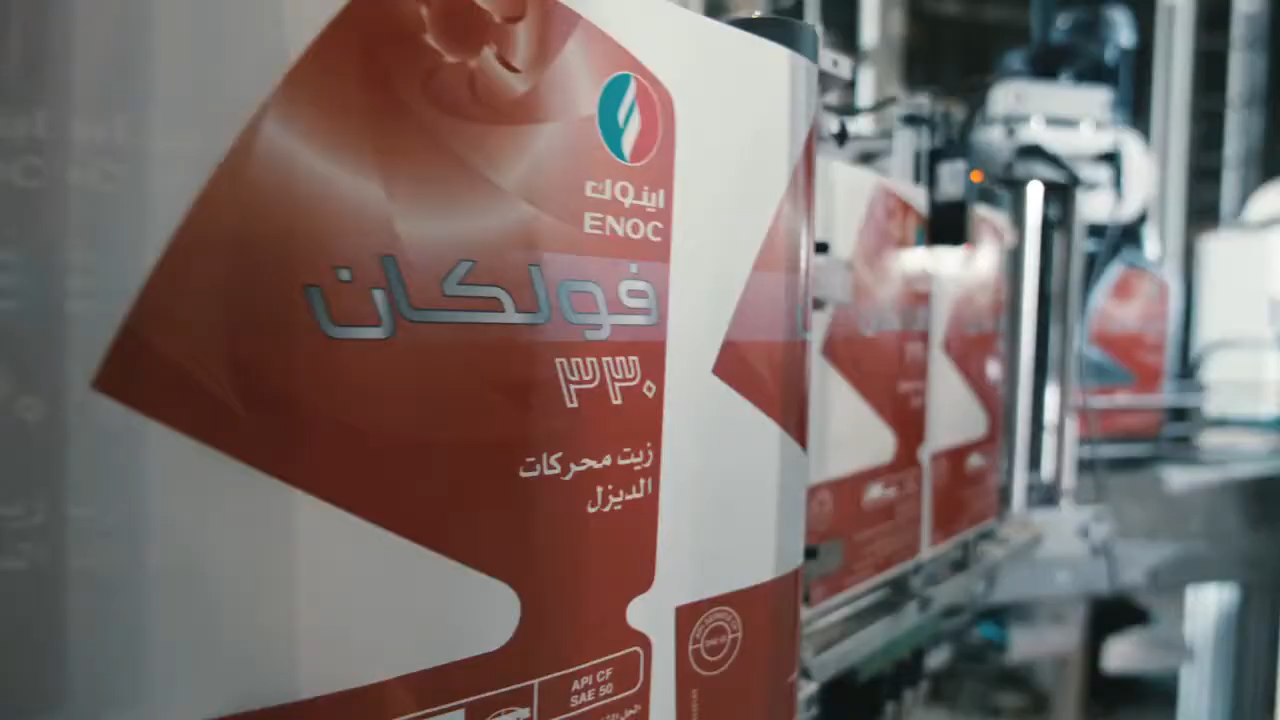 اينوك
ENOC
فولكان
٣٣٠
زيت محركات
الديزل
API CF
SAE 50